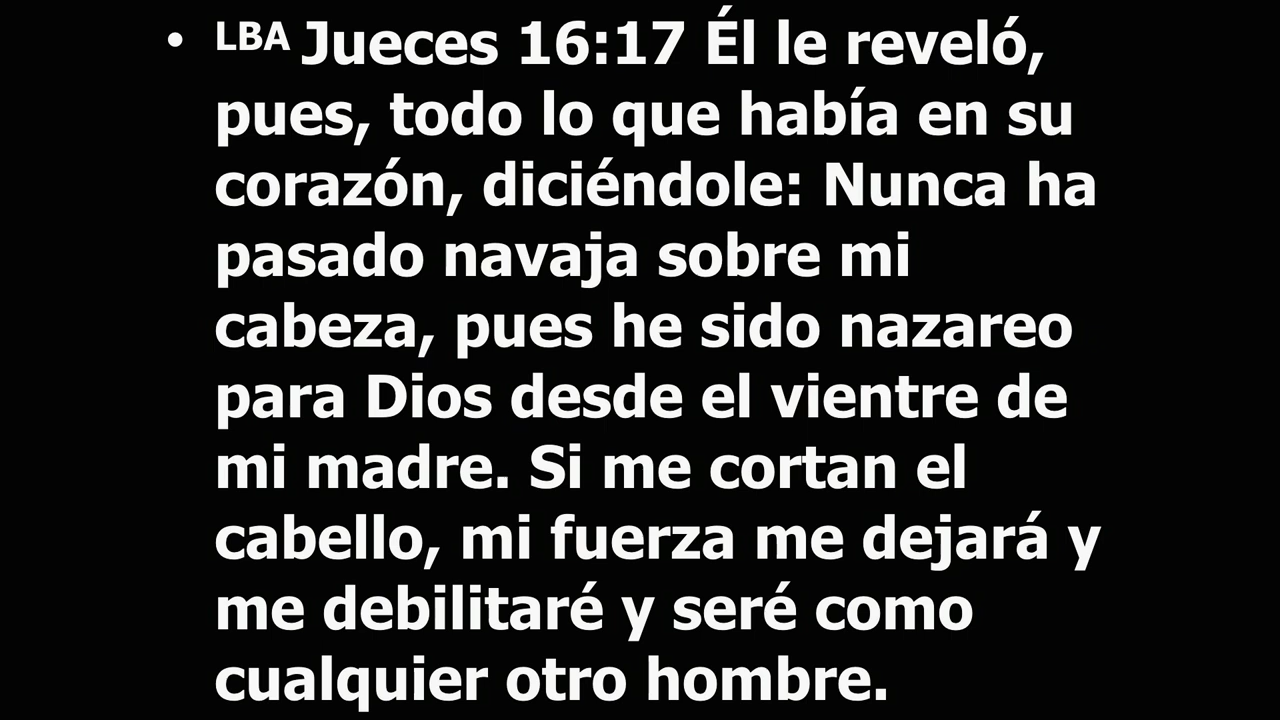 • LBA Jueces 16:17 Él le reveló,
pues, todo lo que había en su
corazón, diciéndole: Nunca ha
pasado navaja sobre mi
cabeza, pues he sido nazareo
para Dios desde el vientre de
mi madre. Si me cortan el
cabello, mi fuerza me dejará y
me debilitaré y seré como
cualquier otro hombre.